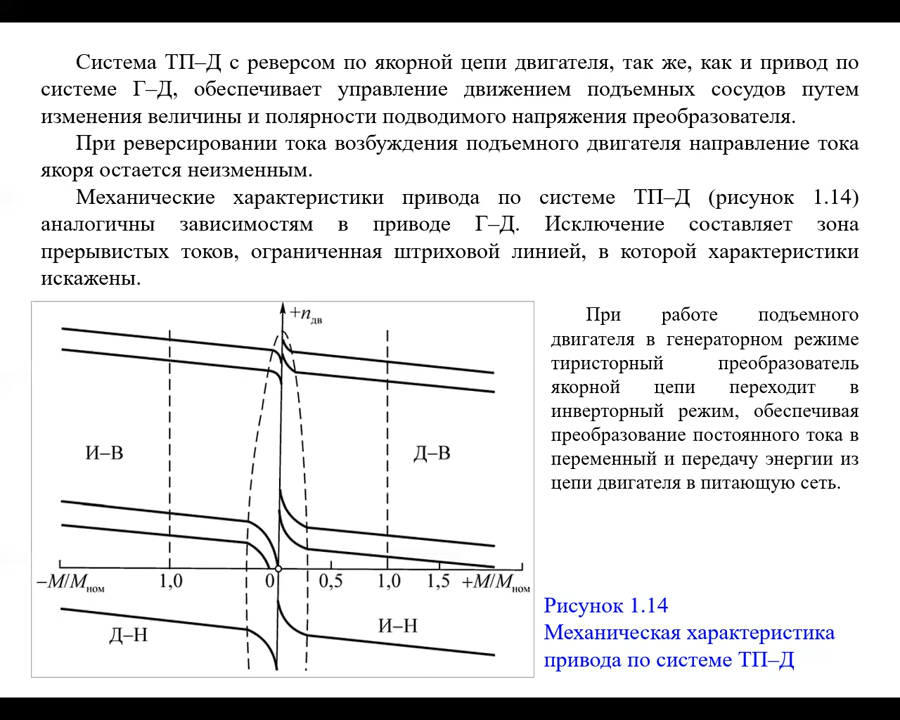 Система ТП–Д с реверсом по якорной цепи двигателя, так же, как и привод по
системе Г–Д, обеспечивает управление движением подъемных сосудов путем
изменения величины и полярности подводимого напряжения преобразователя.
При реверсировании тока возбуждения подъемного двигателя направление тока
якоря остается неизменным.
Механические характеристики привода по системе ТП–Д (рисунок 1.14)
аналогичны зависимостям в приводе Г–Д. Исключение составляет зона
прерывистых токов, ограниченная штриховой линией, в которой характеристики
искажены.
+nдв
И–В
Д–В
–M/Mном 1,0 0 0,5 1,0 1,5 +M/Mном
Д–Н
И–Н
При работе подъемного
двигателя в генераторном режиме
тиристорный преобразователь
якорной цепи переходит в
инверторный режим, обеспечивая
преобразование постоянного тока в
переменный и передачу энергии из
цепи двигателя в питающую сеть.
Рисунок 1.14
Механическая характеристика
привода по системе ТП–Д